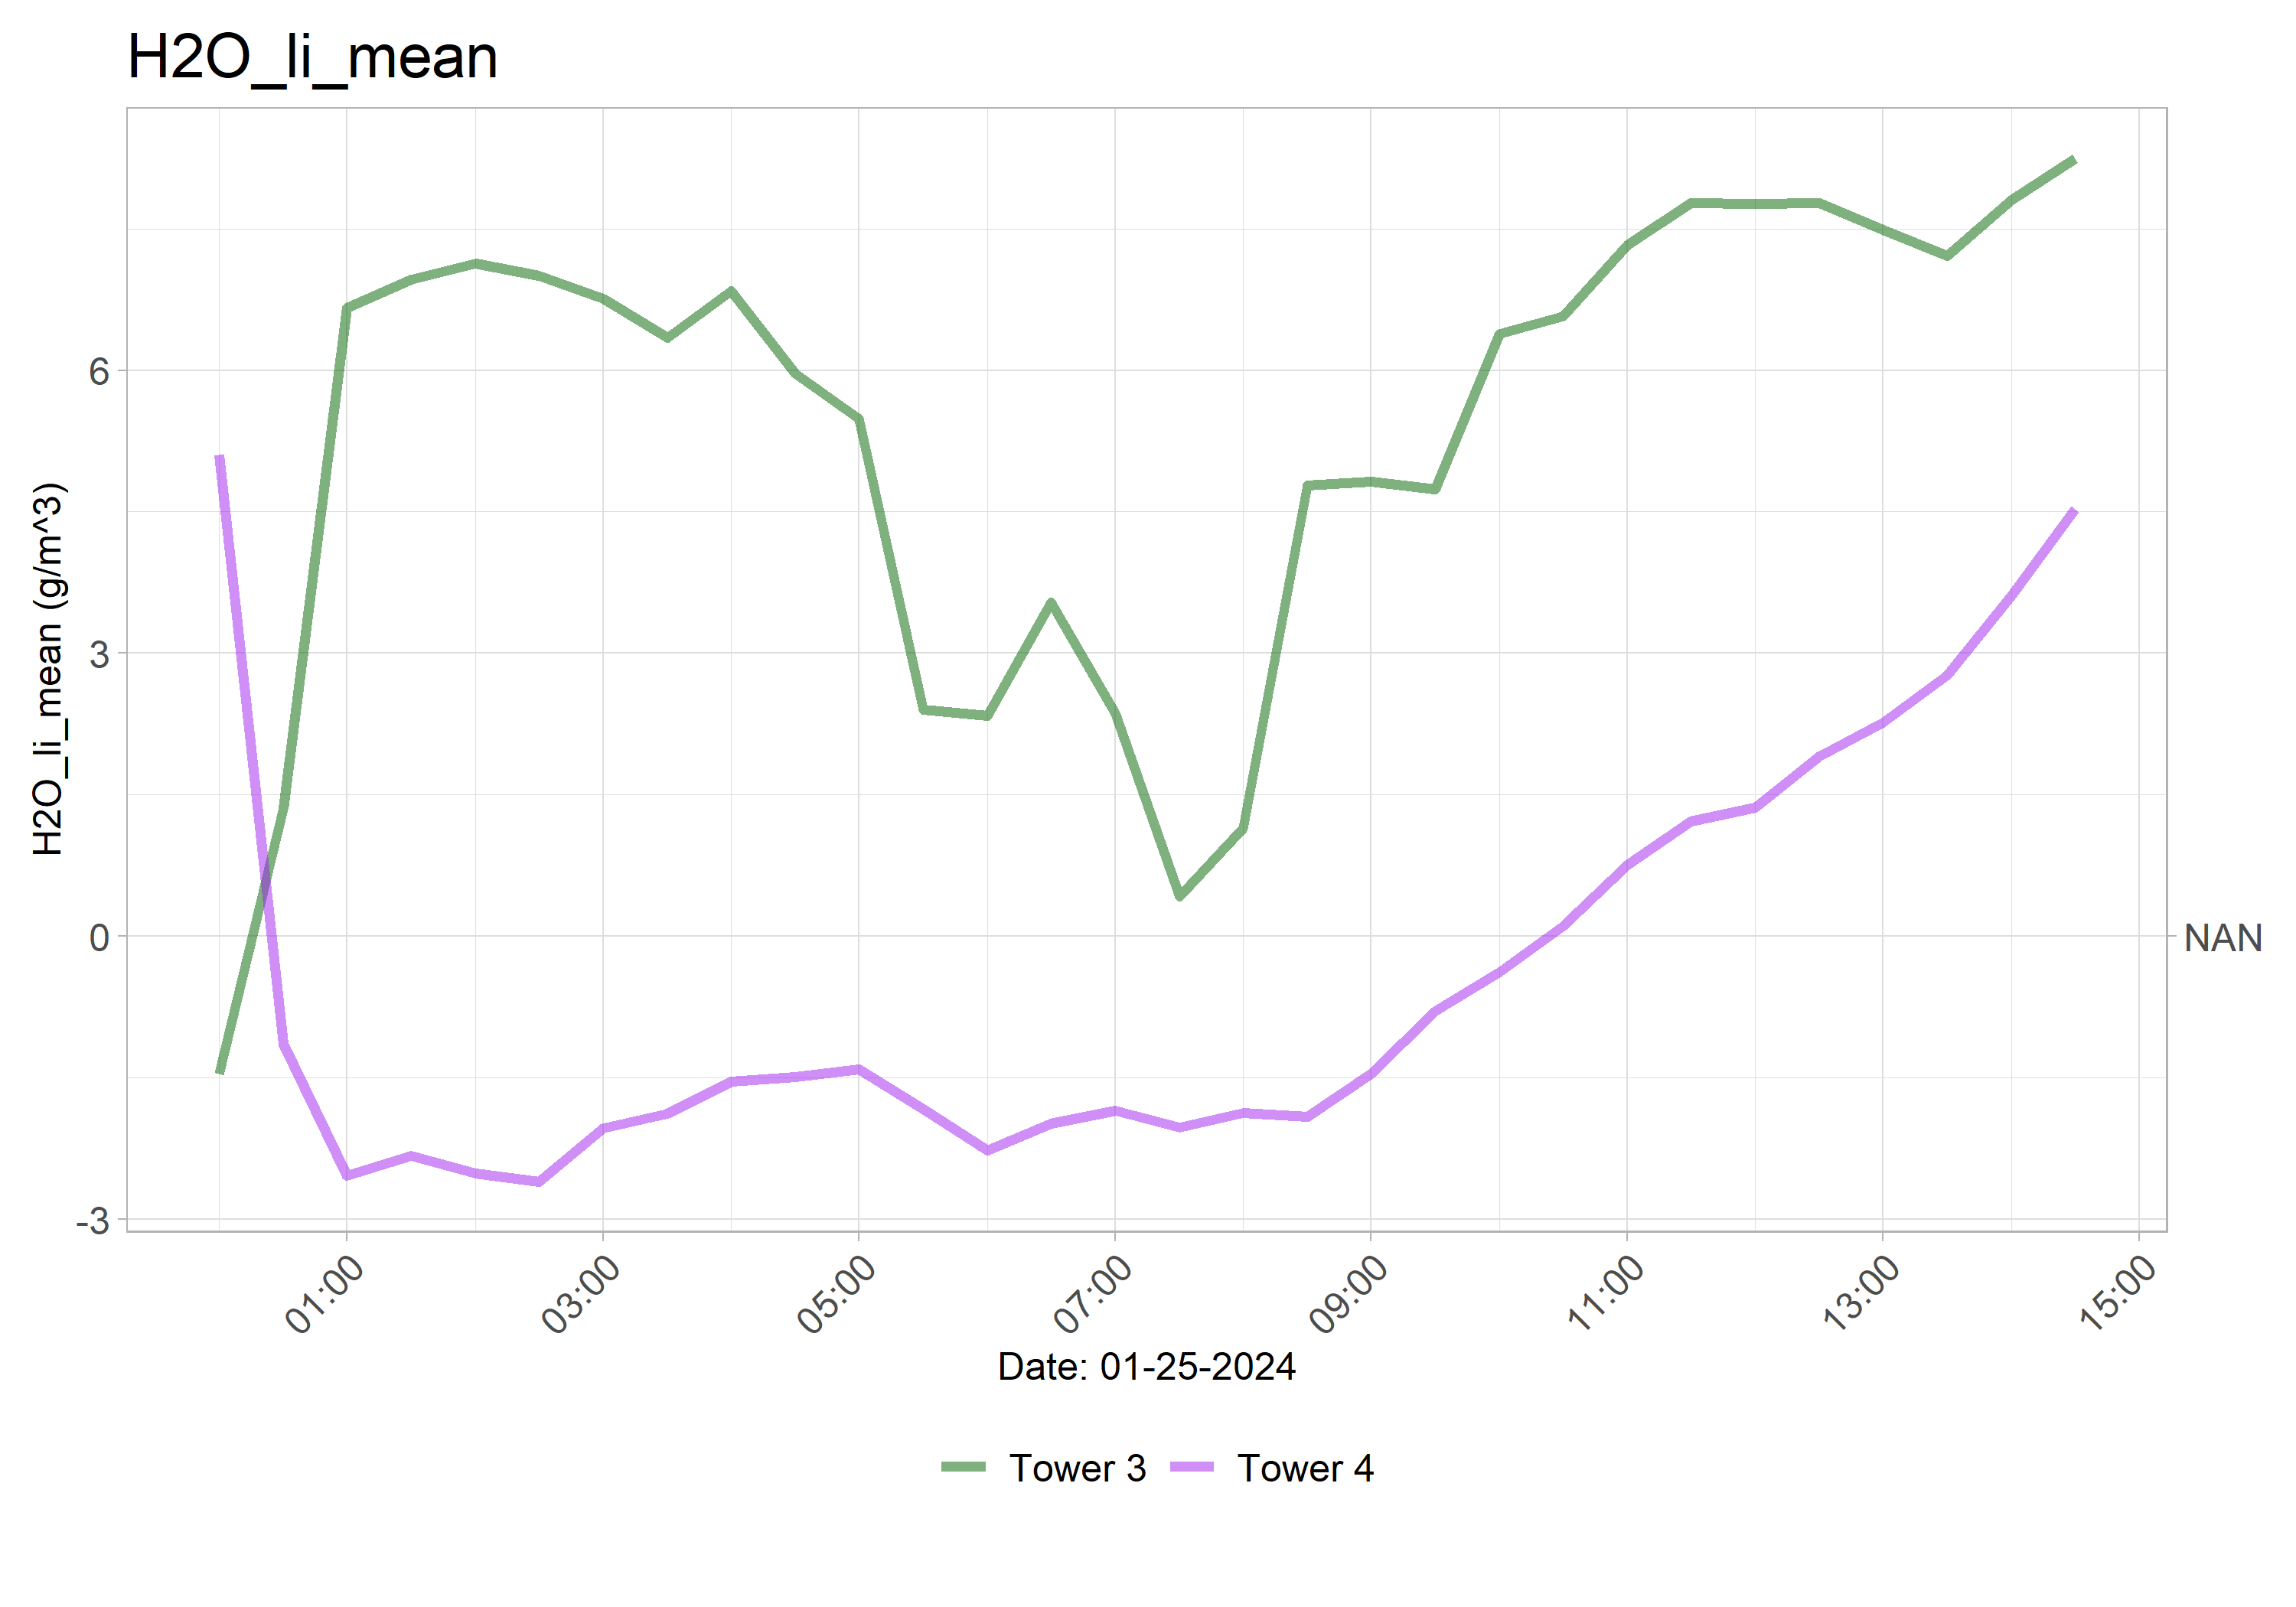 H2O_li_mean
H2O_li_mean (g/m^3)
6
3
0
-3
NAN
01:00
03:00
05:00
07:00
09:00
11:00
13:00
15:00
Date: 01-25-2024
Tower 3 Tower 4